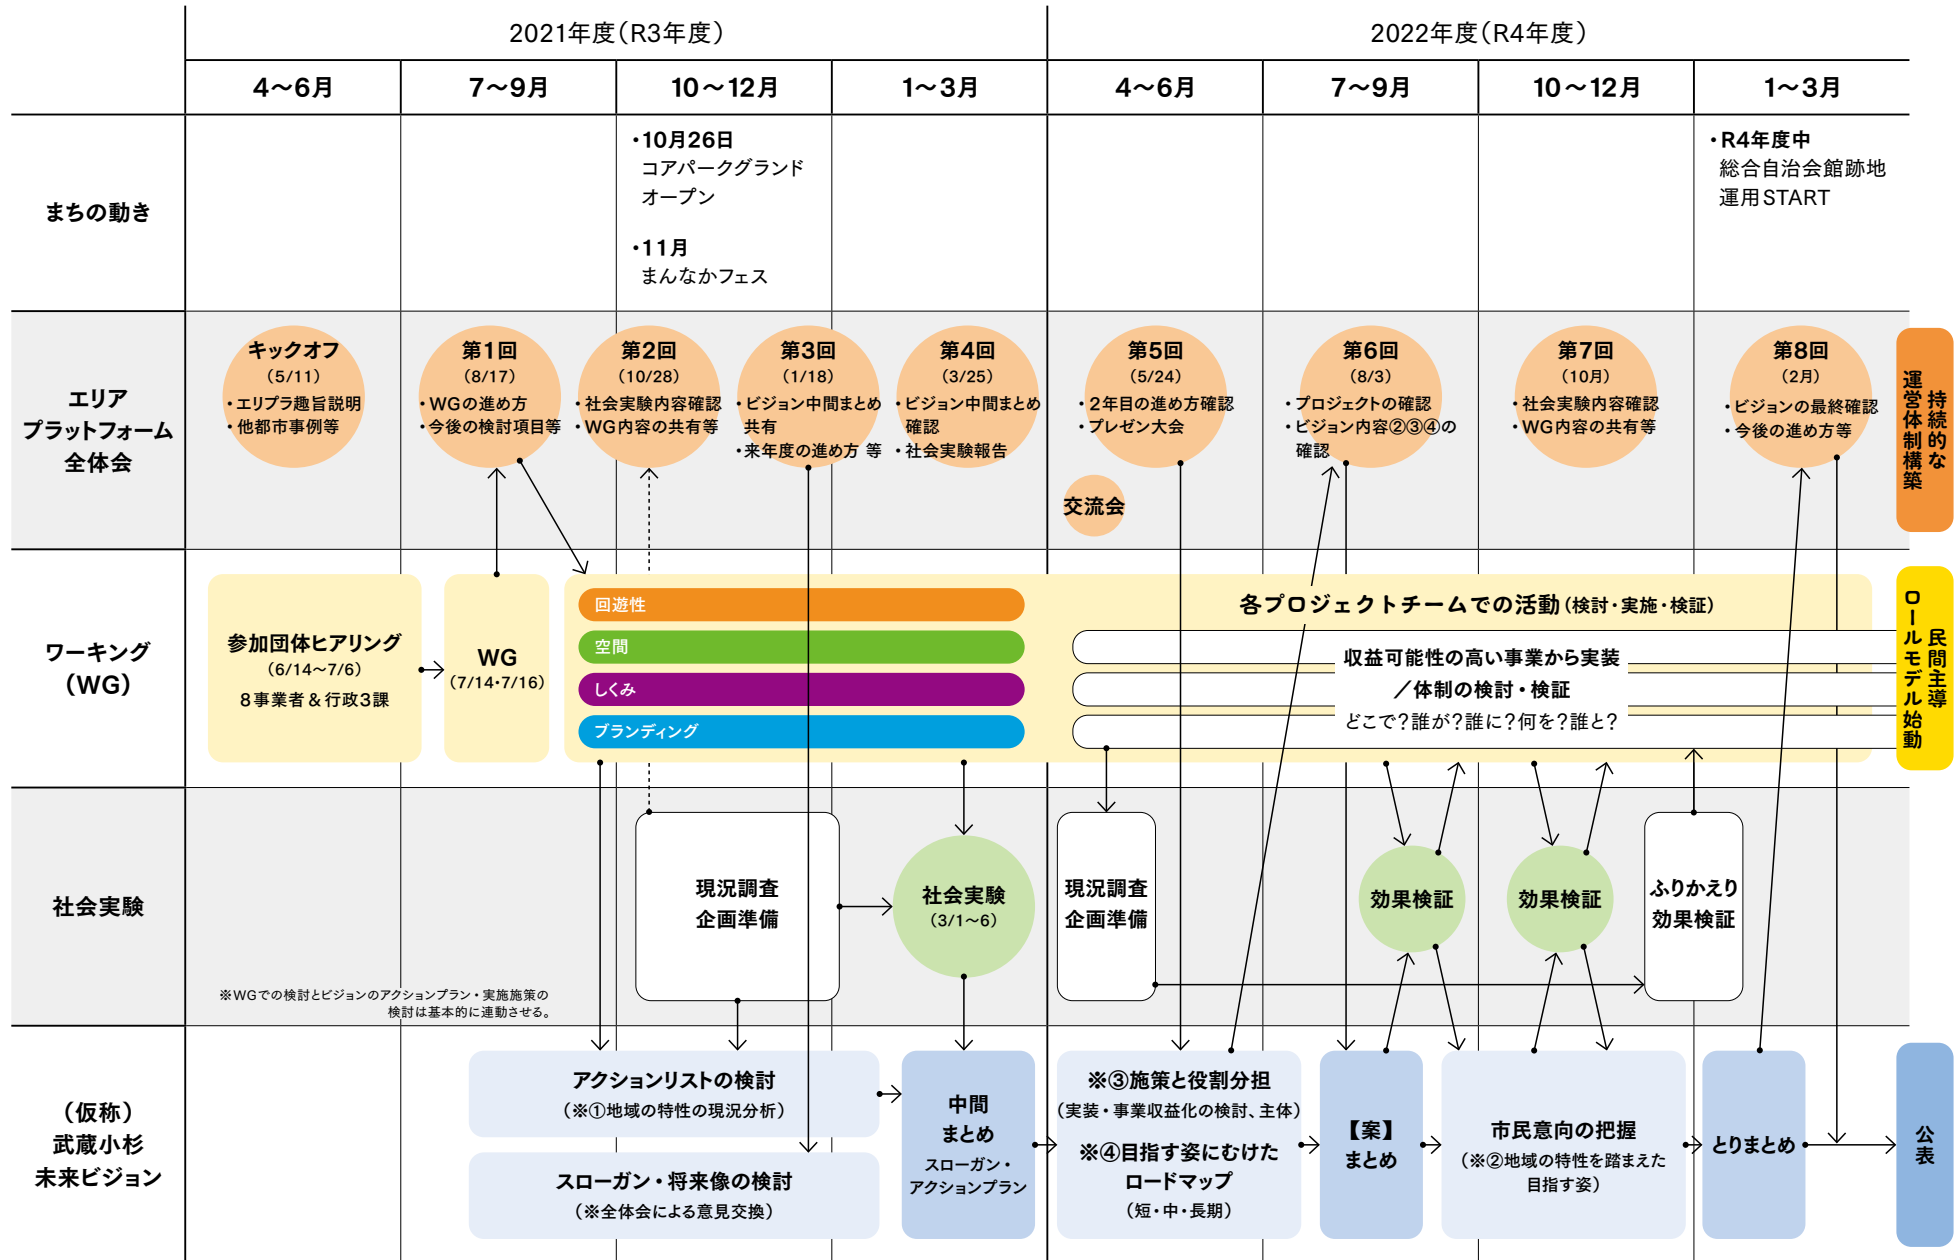 2021年度（R3年度）
2022年度（R4年度）
4〜6月
7〜9月
10〜12月
1〜3月
4〜6月
7〜9月
10〜12月
1〜3月
まちの動き
・10月26日
コアパークグランド
オープン
・11月
まんなかフェス
・R4年度中
総合自治会館跡地
運用START
エリア
プラットフォーム
全体会
キックオフ
（5/11）
・エリプラ趣旨説明
・他都市事例等
第1回
（8/17）
・WGの進め方
・今後の検討項目等
第2回
（10/28）
・社会実験内容確認
・WG内容の共有等
第3回
（1/18）
・ビジョン中間まとめ
共有
・来年度の進め方 等
第4回
（3/25）
・ビジョン中間まとめ
確認
・社会実験報告
第5回
（5/24）
・2年目の進め方確認
・プレゼン大会
交流会
第6回
（8/3）
・プロジェクトの確認
・ビジョン内容②③④の
確認
第7回
（10月）
・社会実験内容確認
・WG内容の共有等
第8回
（2月）
・ビジョンの最終確認
・今後の進め方等
持続的な
運営体制構築
ワーキング
（WG）
参加団体ヒアリング
（6/14〜7/6）
8事業者＆行政3課
WG
（7/14・7/16）
回遊性
空間
しくみ
ブランディング
各プロジェクトチームでの活動（検討・実施・検証）
収益可能性の高い事業から実装
／体制の検討・検証
どこで？誰が？誰に？何を？誰と？
民間主導
ロールモデル始動
社会実験
現況調査
企画準備
社会実験
（3/1〜6）
現況調査
企画準備
効果検証
効果検証
ふりかえり
効果検証
※WGでの検討とビジョンのアクションプラン・実施施策の
検討は基本的に連動させる。
（仮称）
武蔵小杉
未来ビジョン
アクションリストの検討
（※①地域の特性の現況分析）
スローガン・将来像の検討
（※全体会による意見交換）
中間
まとめ
スローガン・
アクションプラン
※③施策と役割分担
（実装・事業収益化の検討、主体）
※④目指す姿にむけた
ロードマップ
（短・中・長期）
【案】
まとめ
市民意向の把握
（※②地域の特性を踏まえた
目指す姿）
とりまとめ
公表